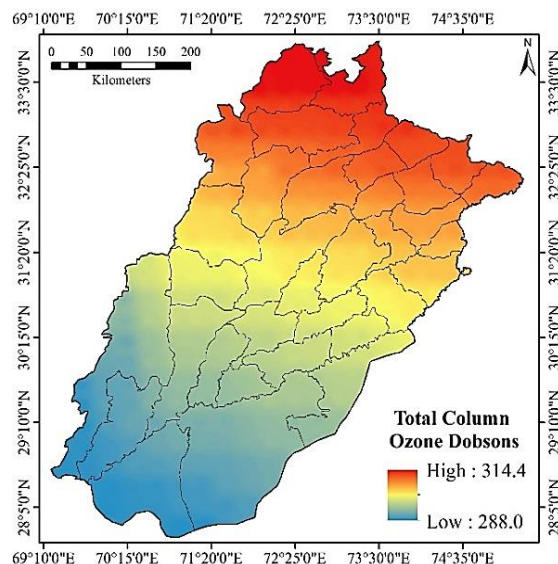 69°10'0"E 70°15'0"E 71°20'0"E 72°25'0"E 73°30'0"E 74°35'0"E
0 50 100 150 200
Kilometers
N
33°30'0"N
32°25'0"N
31°20'0"N
30°15'0"N
29°10'0"N
28°5'0"N
33°30'0"N
32°25'0"N
31°20'0"N
30°15'0"N
29°10'0"N
28°5'0"N
Total Column
Ozone Dobsons
High : 314.4
Low : 288.0
69°10'0"E 70°15'0"E 71°20'0"E 72°25'0"E 73°30'0"E 74°35'0"E